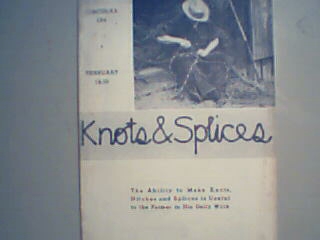 CIRCULAR
FEBRUARY
Knots & Splices
The Ability to Make Knots,
Hitches and Splices is Useful
to the Farmer in His Daily Work